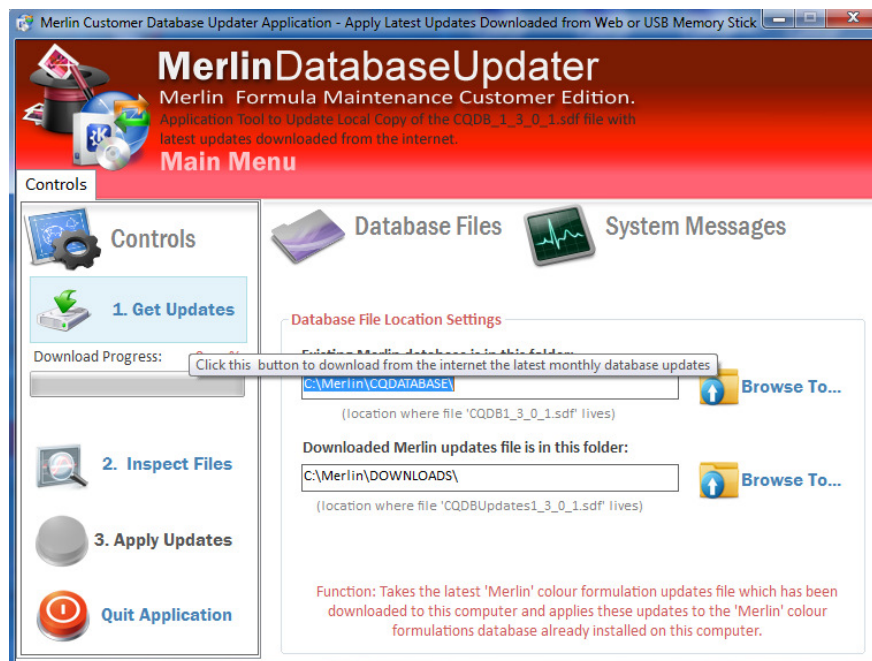 Merlin Customer Database Updater Application - Apply Latest Updates Downloaded from Web or USB Memory Stick
MerlinDatabaseUpdater
Merlin Formula Maintenance Customer Edition.
Application Tool to Update Local Copy of the CQDB_1_3_0_1.sdf file with
latest updates downloaded from the internet.
Main Menu
Controls
Controls
Database Files
System Messages
1. Get Updates
Download Progress:
%
Click this button to download from the internet the latest monthly database updates
Database File Location Settings
Existing Merlin database is in this folder:
C:\Merlin\CQDATABASE\
Browse To...
(location where file 'CQDB1_3_0_1.sdf' lives)
2. Inspect Files
Downloaded Merlin updates file is in this folder:
C:\Merlin\DOWNLOADS\
Browse To...
(location where file 'CQDBUpdates1_3_0_1.sdf' lives)
3. Apply Updates
Quit Application
Function: Takes the latest 'Merlin' colour formulation updates file which has been
downloaded to this computer and applies these updates to the 'Merlin' colour
formulations database already installed on this computer.